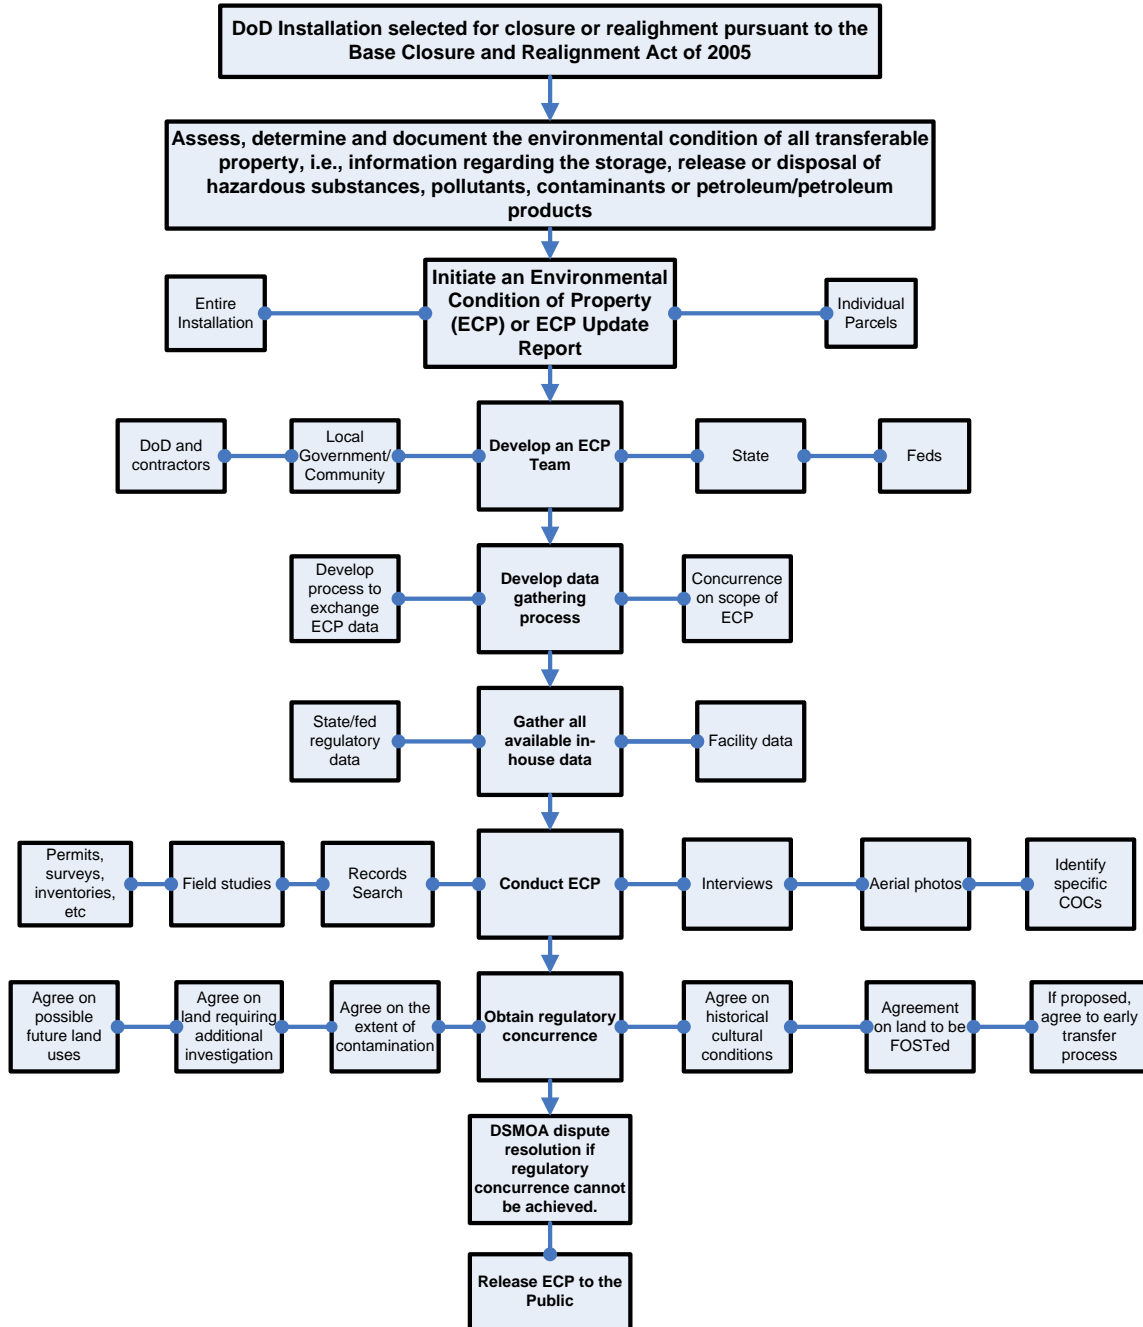 DoD Installation selected for closure or realighment pursuant to the
Base Closure and Realignment Act of 2005
Assess, determine and document the environmental condition of all transferable
property, i.e., information regarding the storage, release or disposal of
hazardous substances, pollutants, contaminants or petroleum/petroleum
products
Entire
Installation
Initiate an Environmental
Condition of Property
(ECP) or ECP Update
Report
Individual
Parcels
DoD and
contractors
Local
Government/
Community
Develop an ECP
Team
State
Feds
Develop
process to
exchange
ECP data
Develop data
gathering
process
Concurrence
on scope of
ECP
State/fed
regulatory
data
Gather all
available in-
house data
Facility data
Permits,
surveys,
inventories,
etc
Field studies
Records
Search
Conduct ECP
Interviews
Aerial photos
Identify
specific
COCs
Agree on
possible
future land
uses
Agree on
land requiring
additional
investigation
Agree on the
extent of
contamination
Obtain regulatory
concurrence
Agree on
historical
cultural
conditions
Agreement
on land to be
FOSTed
If proposed,
agree to early
transfer
process
DSMOA dispute
resolution if
regulatory
concurrence cannot
be achieved.
Release ECP to the
Public